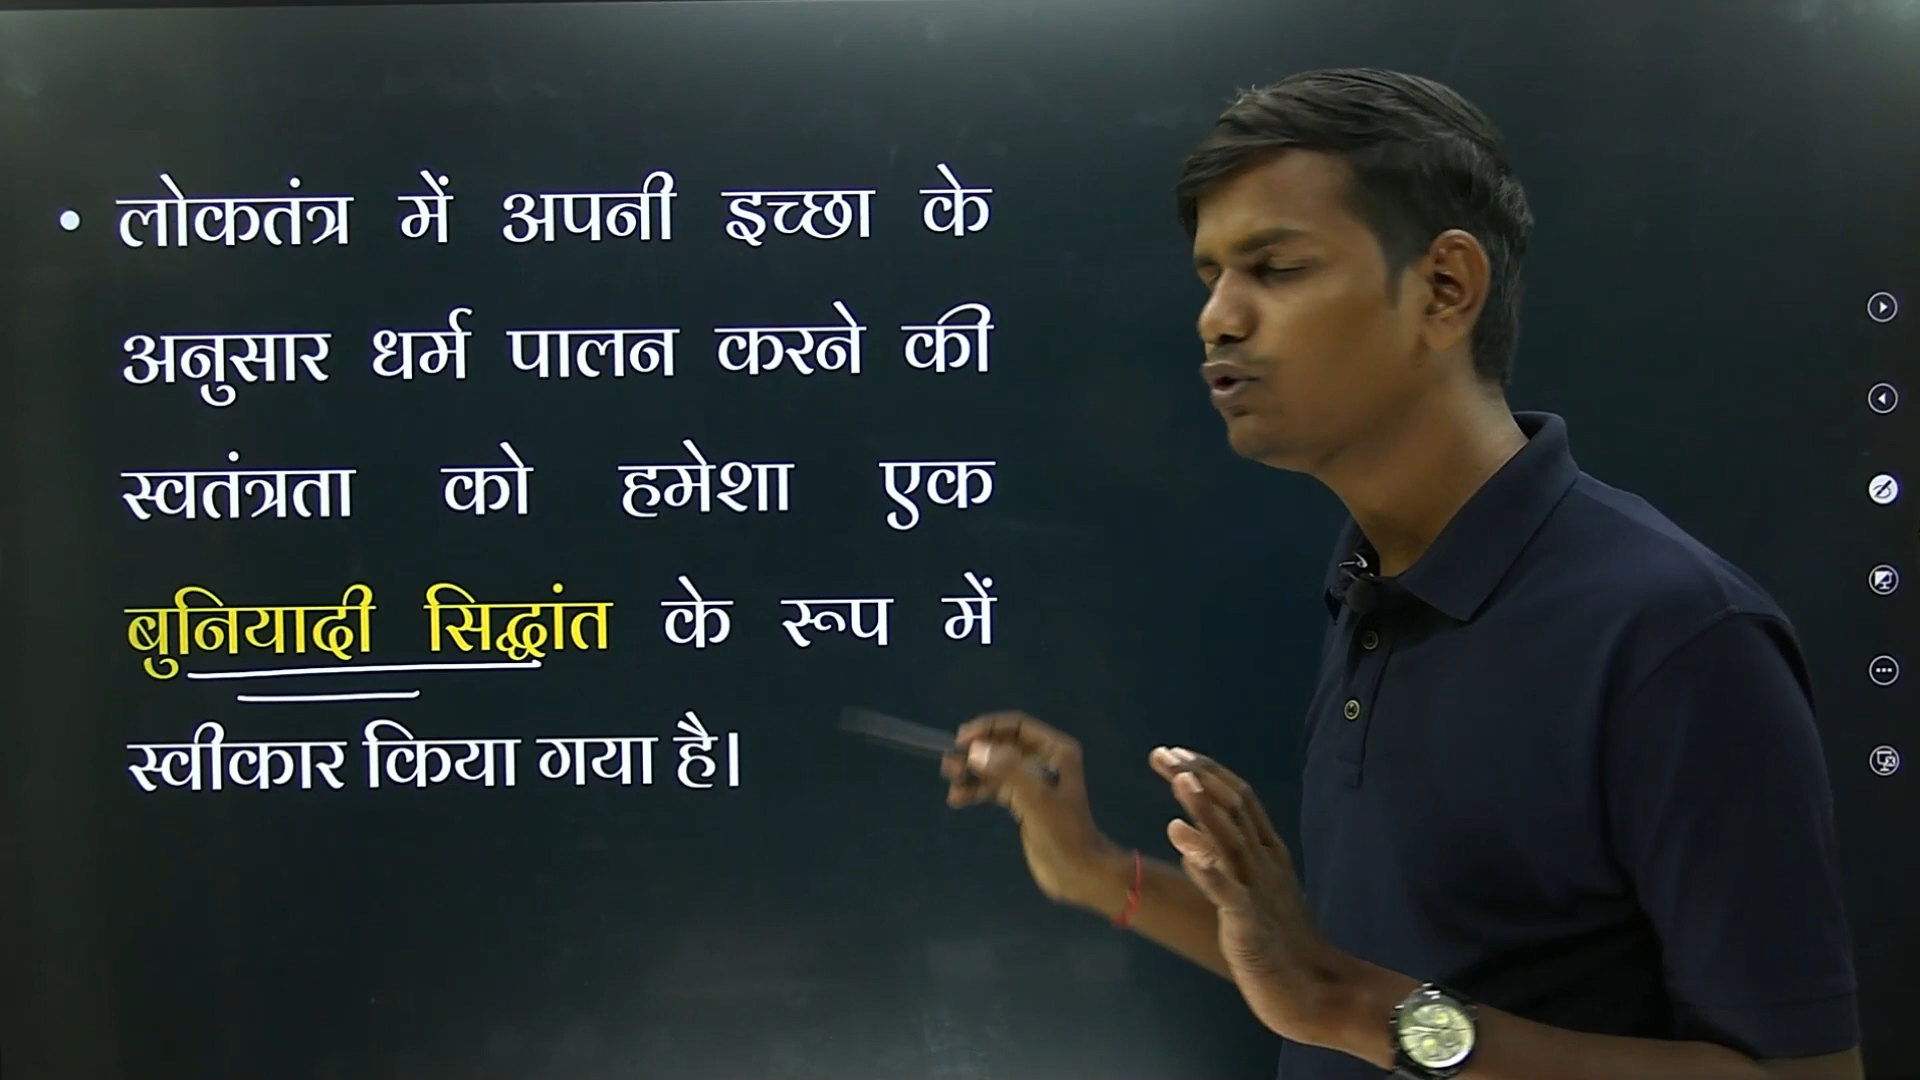 • लोकतंत्र में अपनी इच्छा के
अनुसार धर्म पालन करने की
स्वतंत्रता को हमेशा एक
बुनियादी सिद्धांत के रूप में
स्वीकार किया गया है।